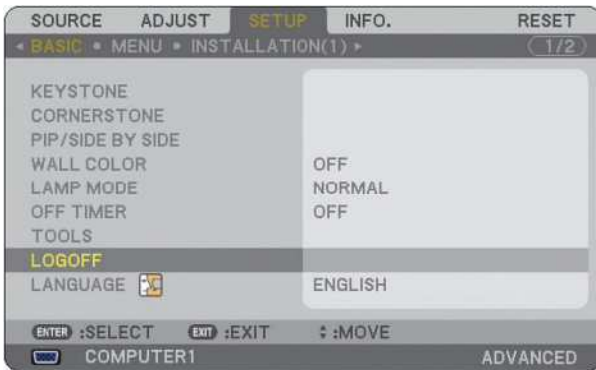 SOURCE ADJUST SETUP INFO. RESET
BASIC • MENU • INSTALLATION(1) 1/2
KEYSTONE
CORNERSTONE
PIP/SIDE BY SIDE
WALL COLOR OFF
LAMP MODE NORMAL
OFF TIMER OFF
TOOLS
LOGOFF
LANGUAGE ENGLISH
ENTER :SELECT EXIT :EXIT :MOVE
COMPUTER1 ADVANCED